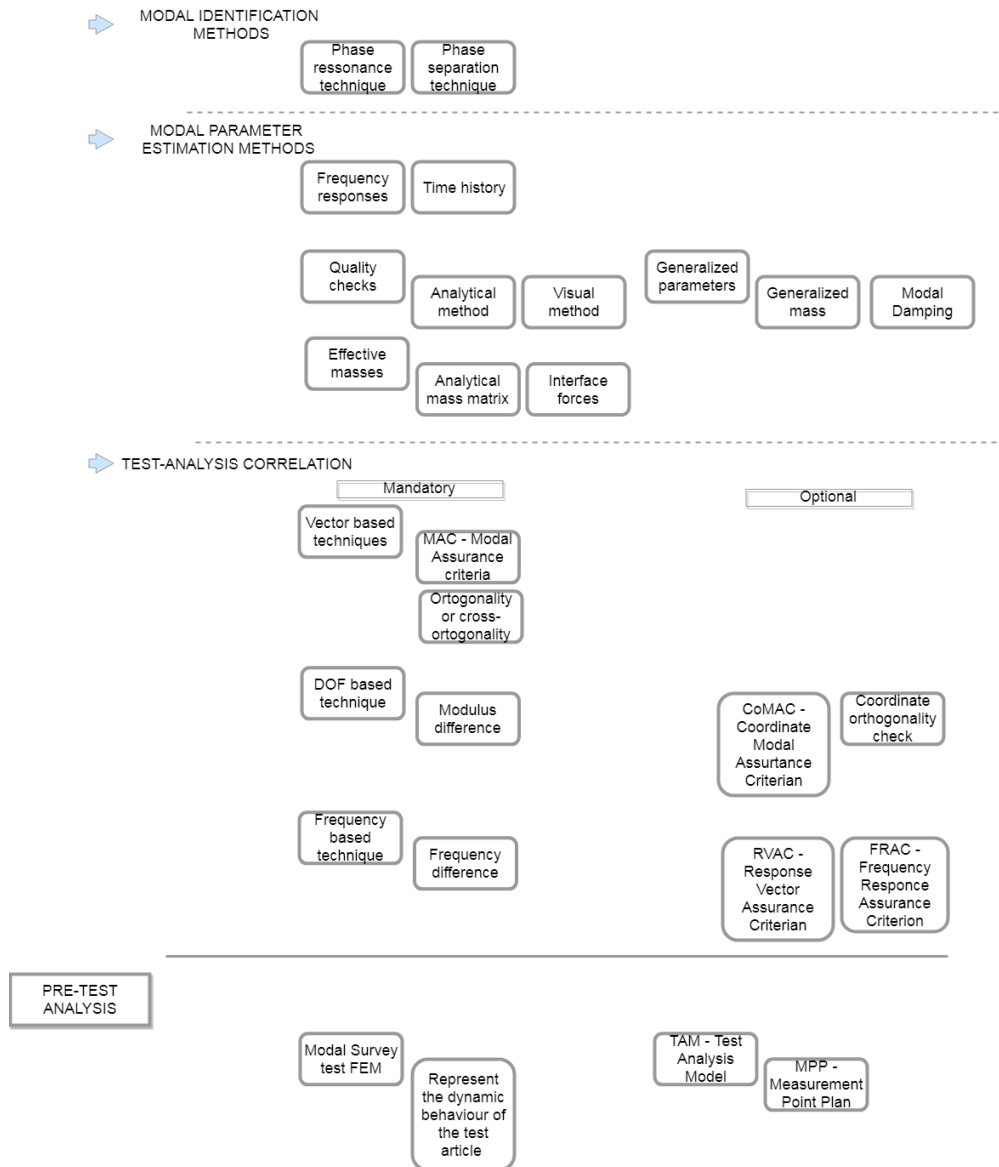 MODAL IDENTIFICATION
METHODS
Phase
ressonance
technique
Phase
separation
technique
MODAL PARAMETER
ESTIMATION METHODS
Frequency
responses
Time history
Quality
checks
Analytical
method
Visual
method
Generalized
parameters
Generalized
mass
Modal
Damping
Effective
masses
Analytical
mass matrix
Interface
forces
TEST-ANALYSIS CORRELATION
Mandatory
Optional
Vector based
techniques
MAC - Modal
Assurance
criteria
Ortogonality
or cross-
ortogonality
DOF based
technique
Modulus
difference
CoMAC -
Coordinate
Modal
Assurtance
Criterian
Coordinate
orthogonality
check
Frequency
based
technique
Frequency
difference
RVAC -
Response
Vector
Assurance
Criterian
FRAC -
Frequency
Responce
Assurance
Criterion
PRE-TEST
ANALYSIS
Modal Survey
test FEM
Represent
the dynamic
behaviour of
the test
article
TAM - Test
Analysis
Model
MPP -
Measurement
Point Plan